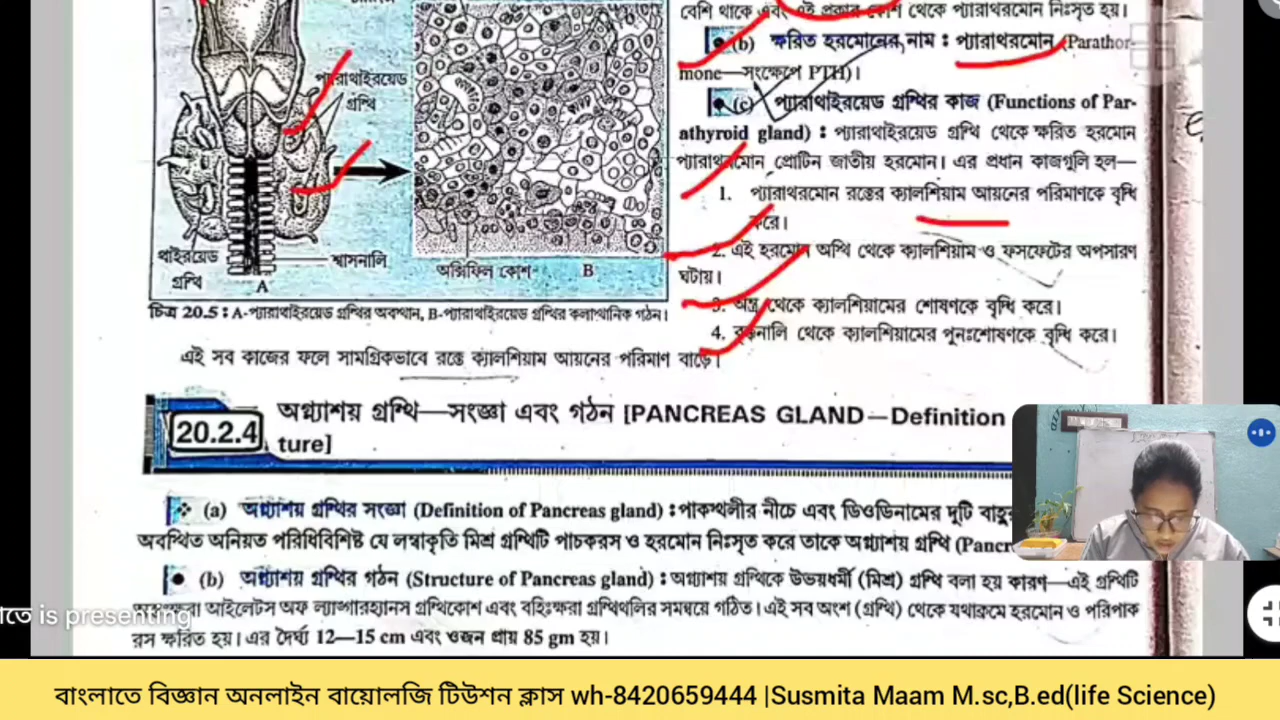 বেশি থাকে এবং এই প্রকার কোশ থেকে প্যারাথরমোন নিঃসৃত হয়।
(b) ক্ষরিত হরমোনের নাম : প্যারাথরমোন (Parathor-
mone—সংক্ষেপে PTH)।
(c) প্যারাথাইরয়েড গ্রন্থির কাজ (Functions of Par-
athyroid gland) : প্যারাথাইরয়েড গ্রন্থি থেকে ক্ষরিত হরমোন
প্যারাথরমোন প্রোটিন জাতীয় হরমোন। এর প্রধান কাজগুলি হল—
1. প্যারাথরমোন রক্তের ক্যালশিয়াম আয়নের পরিমাণকে বৃদ্ধি
করে।
2. এই হরমোন অস্থি থেকে ক্যালশিয়াম ও ফসফেটের অপসারণ
ঘটায়।
3. অন্ত্র থেকে ক্যালশিয়ামের শোষণকে বৃদ্ধি করে।
4. বৃক্কনালি থেকে ক্যালশিয়ামের পুনঃশোষণকে বৃদ্ধি করে।
প্যারাথাইরয়েড
গ্রন্থি
থাইরয়েড
গ্রন্থি
শ্বাসনালি
A
অক্সিফিল কোশ
B
চিত্র 20.5 : A-প্যারাথাইরয়েড গ্রন্থির অবস্থান, B-প্যারাথাইরয়েড গ্রন্থির কলাস্থানিক গঠন।
এই সব কাজের ফলে সামগ্রিকভাবে রক্তে ক্যালশিয়াম আয়নের পরিমাণ বাড়ে।
20.2.4 অগ্ন্যাশয় গ্রন্থি—সংজ্ঞা এবং গঠন [PANCREAS GLAND—Definition
ture]
(a) অগ্ন্যাশয় গ্রন্থির সংজ্ঞা (Definition of Pancreas gland) : পাকস্থলীর নীচে এবং ডিওডিনামের দুটি বাহুর
অবস্থিত অনিয়ত পরিধিবিশিষ্ট যে লম্বাকৃতি মিশ্র গ্রন্থিটি পাচকরস ও হরমোন নিঃসৃত করে তাকে অগ্ন্যাশয় গ্রন্থি (Pancr
(b) অগ্ন্যাশয় গ্রন্থির গঠন (Structure of Pancreas gland) : অগ্ন্যাশয় গ্রন্থিকে উভয়ধর্মী (মিশ্র) গ্রন্থি বলা হয় কারণ—এই গ্রন্থিটি
আইলেটস অফ ল্যাঙ্গারহ্যানস গ্রন্থিকোশ এবং বহিঃক্ষরা গ্রন্থিথলির সমন্বয়ে গঠিত। এই সব অংশ (গ্রন্থি) থেকে যথাক্রমে হরমোন ও পরিপাক
রস ক্ষরিত হয়। এর দৈর্ঘ্য 12—15 cm এবং ওজন প্রায় 85 gm হয়।
াতে is presenting
বাংলাতে বিজ্ঞান অনলাইন বায়োলজি টিউশন ক্লাস wh-8420659444 |Susmita Maam M.sc,B.ed(life Science)